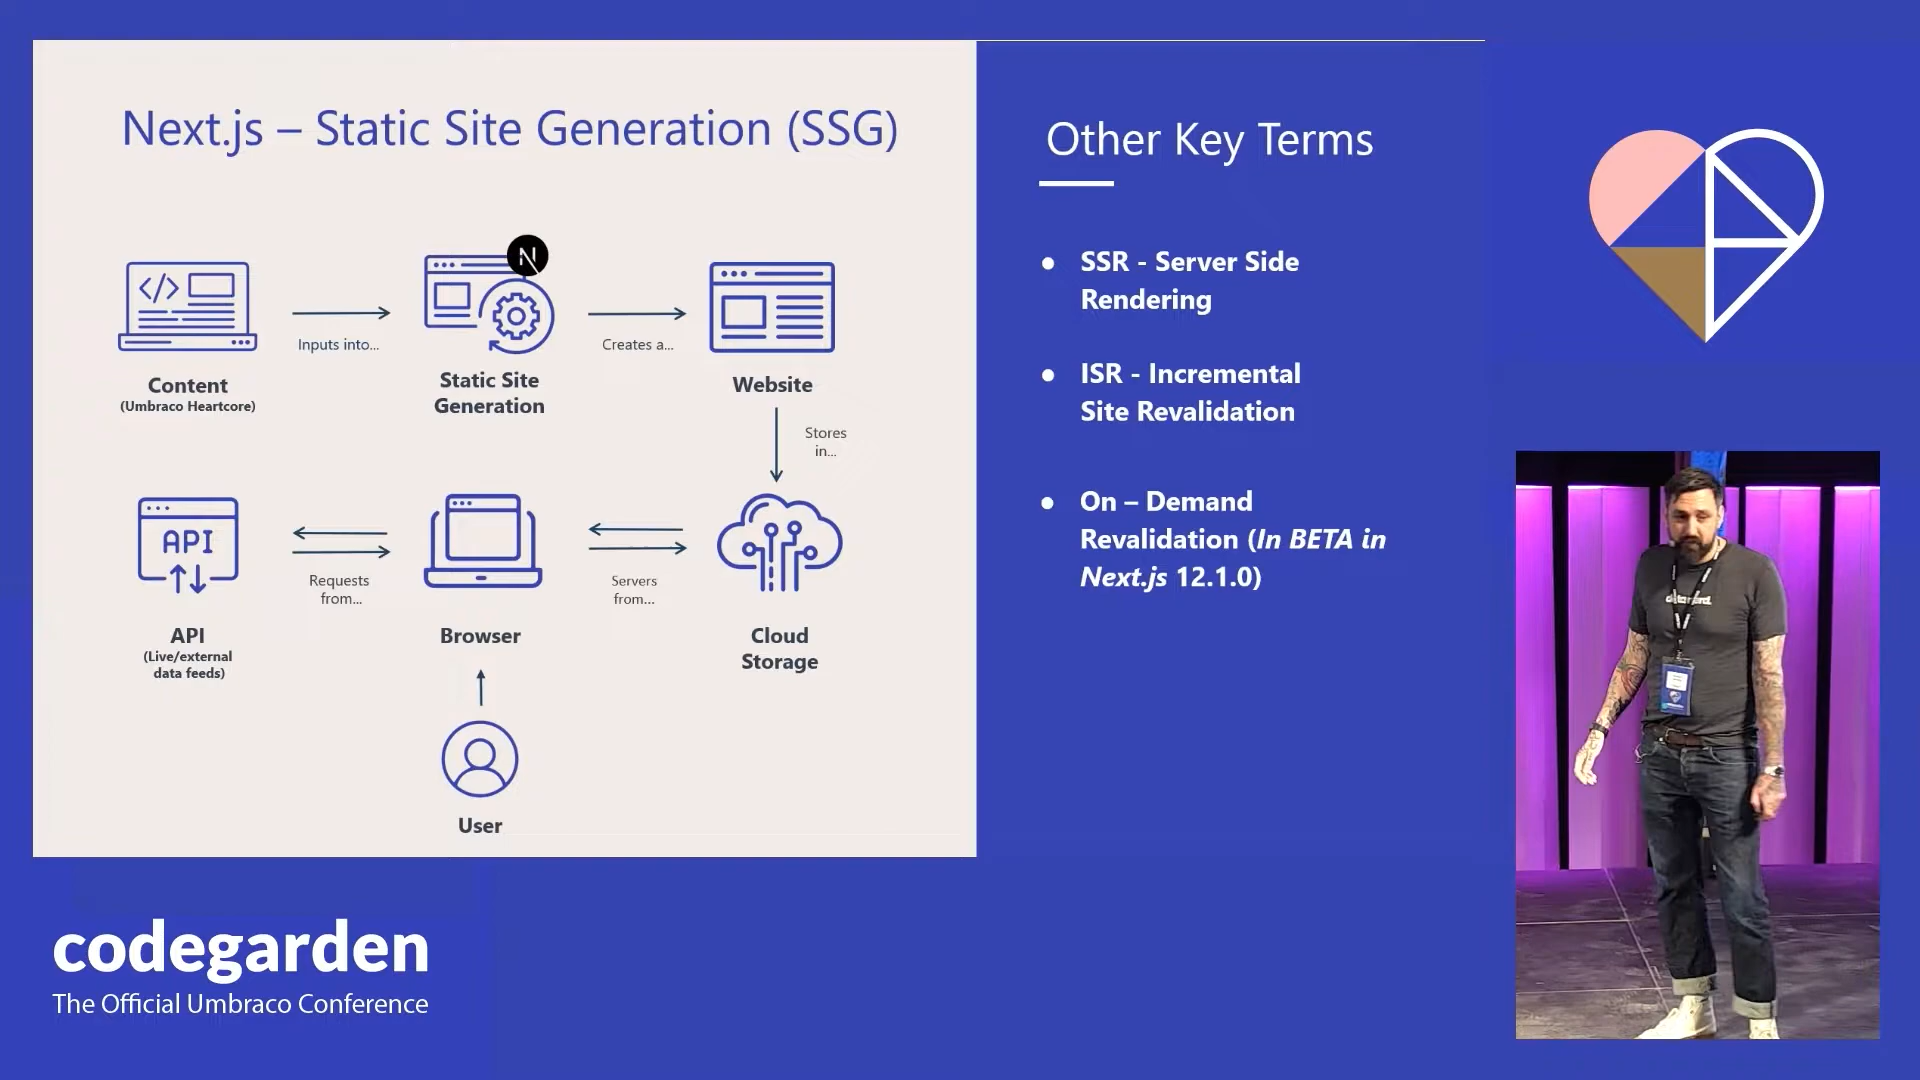 Next.js – Static Site Generation (SSG)
Inputs into...
Creates a...
Content
(Umbraco Heartcore)
Static Site
Generation
Website
Stores
in...
API
Requests
from...
Servers
from...
API
(Live/external
data feeds)
Browser
Cloud
Storage
User
Other Key Terms
SSR - Server Side
Rendering
ISR - Incremental
Site Revalidation
On – Demand
Revalidation (In BETA in
Next.js 12.1.0)
codegarden
The Official Umbraco Conference